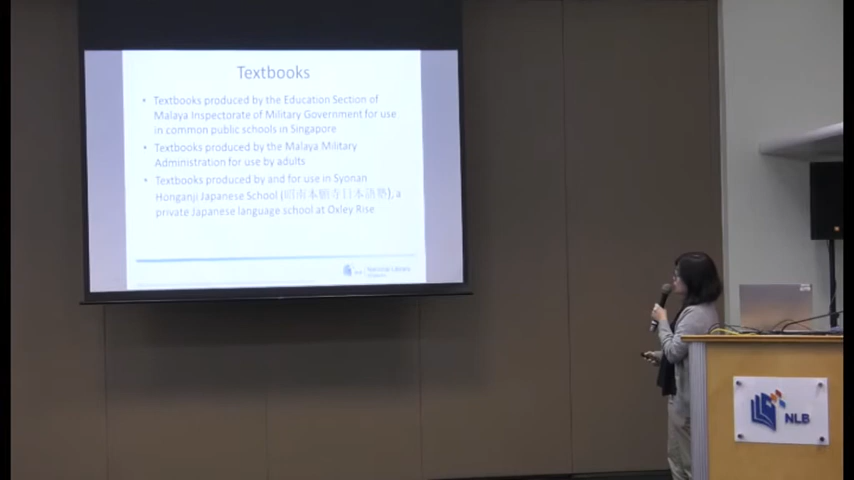 Textbooks
• Textbooks produced by the Education Section of
Malaya Inspectorate of Military Government for use
in common public schools in Singapore
• Textbooks produced by the Malaya Military
Administration for use by adults
• Textbooks produced by and for use in Syonan
Honganji Japanese School (昭南本願寺日本語塾), a
private Japanese language school at Oxley Rise
National Library
NLB